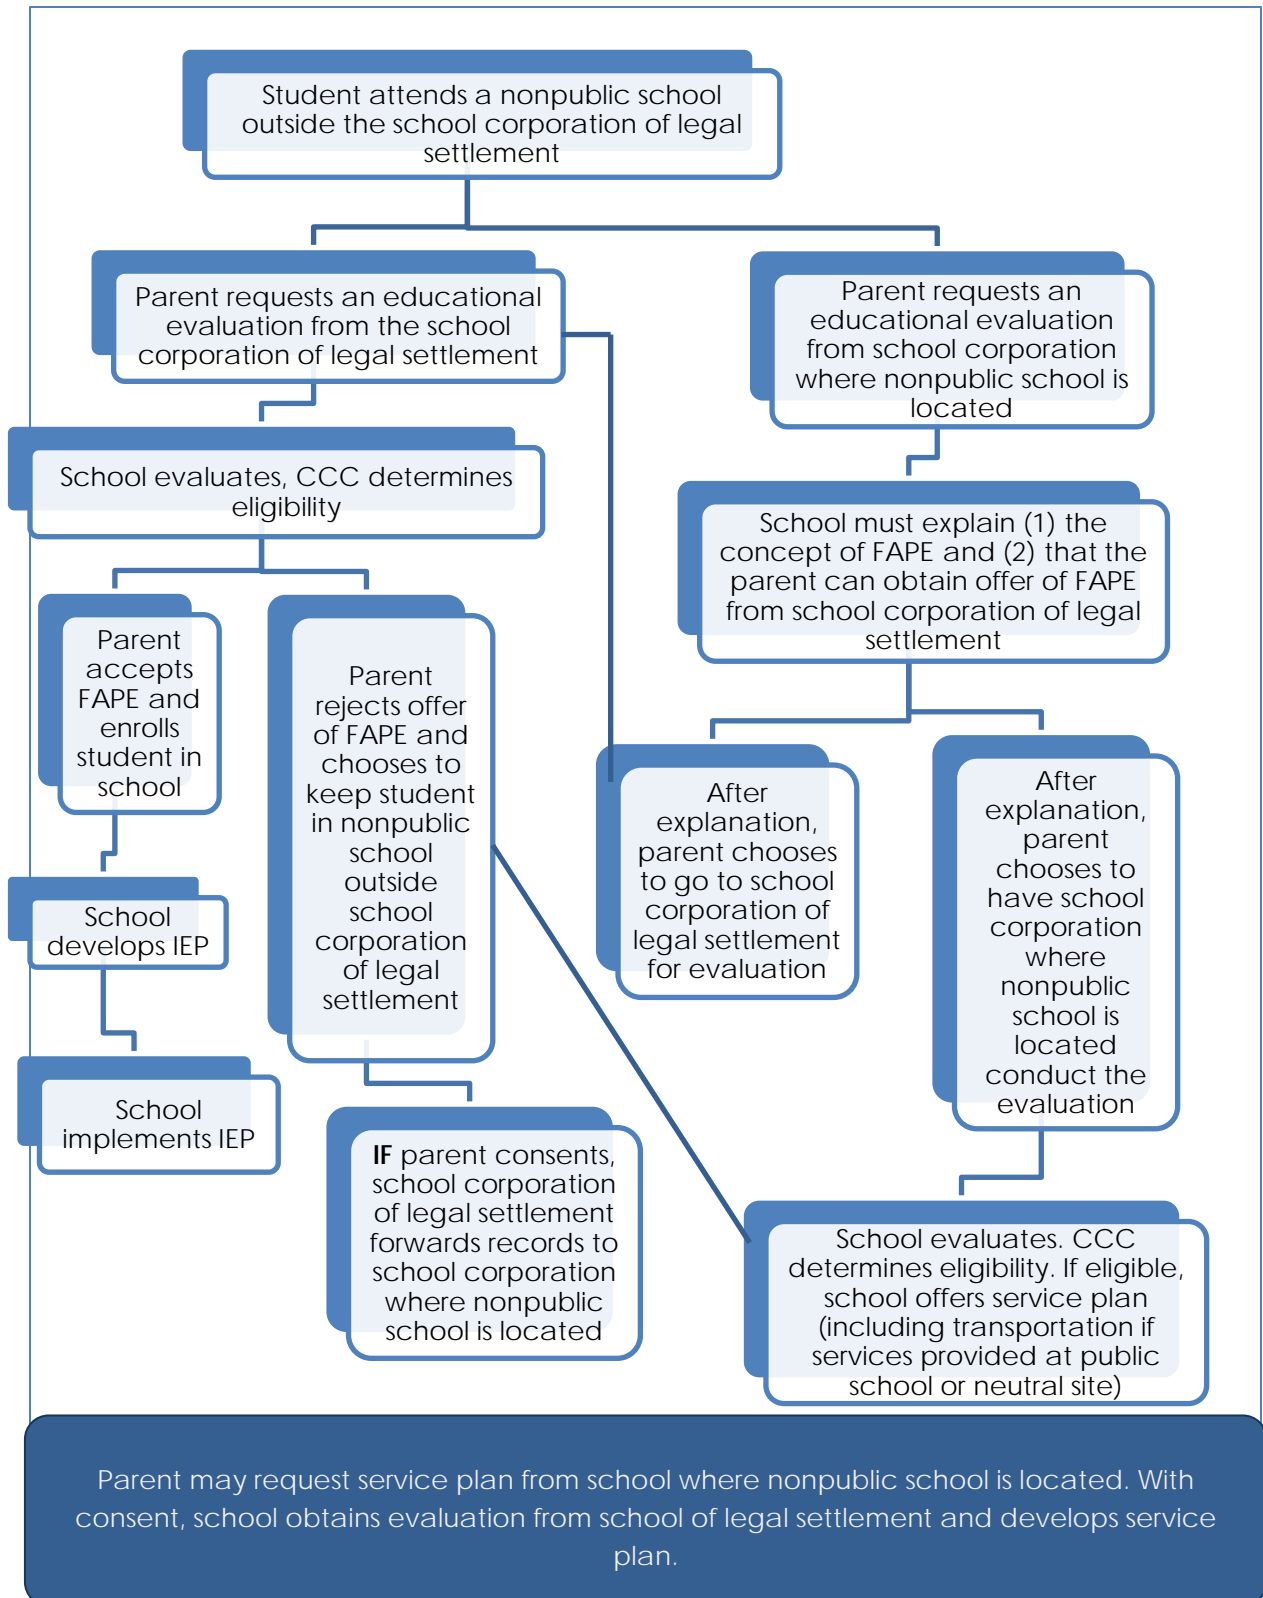 Student attends a nonpublic school
outside the school corporation of legal
settlement
Parent requests an educational
evaluation from the school
corporation of legal settlement
Parent requests an
educational evaluation
from school corporation
where nonpublic school is
located
School evaluates, CCC determines
eligibility
School must explain (1) the
concept of FAPE and (2) that the
parent can obtain offer of FAPE
from school corporation of legal
settlement
Parent
accepts
FAPE and
enrolls
student in
school
Parent
rejects offer
of FAPE and
chooses to
keep student
in nonpublic
school
outside
school
corporation
of legal
settlement
After
explanation,
parent chooses
to go to school
corporation of
legal settlement
for evaluation
After
explanation,
parent
chooses to
have school
corporation
where
nonpublic
school is
located
conduct the
evaluation
School
develops IEP
School
implements IEP
IF parent consents,
school corporation
of legal settlement
forwards records to
school corporation
where nonpublic
school is located
School evaluates. CCC
determines eligibility. If eligible,
school offers service plan
(including transportation if
services provided at public
school or neutral site)
Parent may request service plan from school where nonpublic school is located. With
consent, school obtains evaluation from school of legal settlement and develops service
plan.